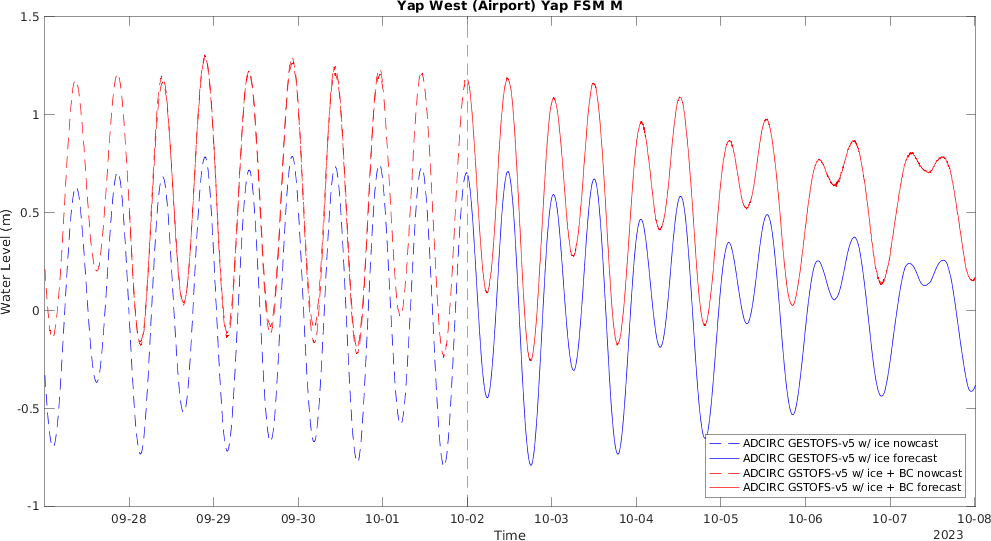 Yap West (Airport) Yap FSM M
1.5
1
0.5
0
-0.5
-1
Water Level (m)
ADCIRC GESTOFS-v5 w/ ice nowcast
ADCIRC GESTOFS-v5 w/ ice forecast
ADCIRC GSTOFS-v5 w/ ice + BC nowcast
ADCIRC GSTOFS-v5 w/ ice + BC forecast
09-28 09-29 09-30 10-01 10-02 10-03 10-04 10-05 10-06 10-07 10-08
Time
2023